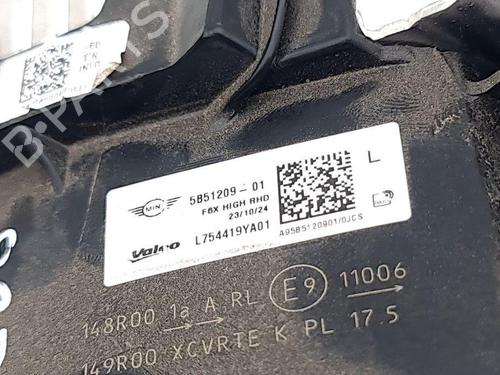 B-PARTS
MINI
5B51209-01
F6X HIGH RHD
23/10/24
L
Valeo
L754419YA01
A95B5120901/0JCS
148R00 1a A RL E9 11006
149R00 XCVRTE K PL 17.5